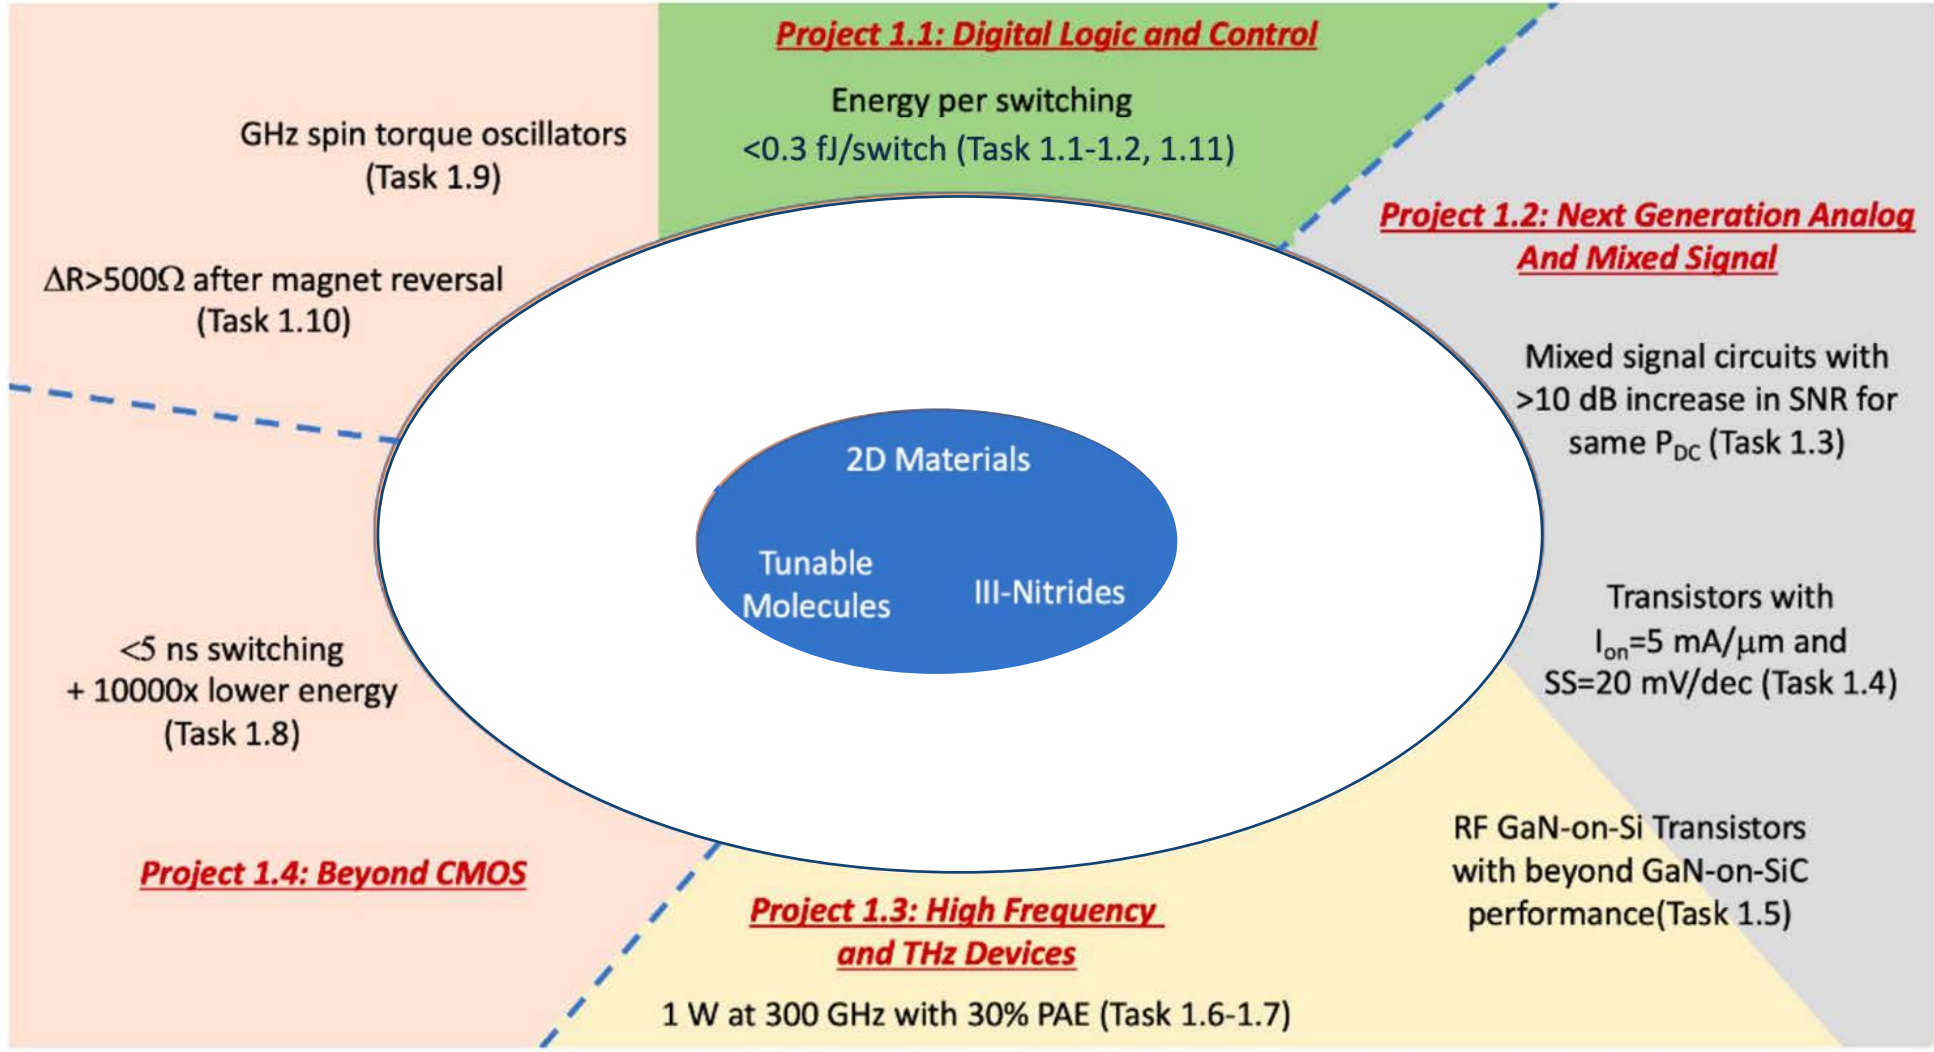 Project 1.1: Digital Logic and Control
Energy per switching
<0.3 fJ/switch (Task 1.1-1.2, 1.11)
GHz spin torque oscillators
(Task 1.9)
ΔR>500Ω after magnet reversal
(Task 1.10)
Project 1.2: Next Generation Analog
And Mixed Signal
Mixed signal circuits with
>10 dB increase in SNR for
same PDC (Task 1.3)
2D Materials
Tunable
Molecules
III-Nitrides
Transistors with
Ion=5 mA/μm and
SS=20 mV/dec (Task 1.4)
<5 ns switching
+ 10000x lower energy
(Task 1.8)
Project 1.4: Beyond CMOS
RF GaN-on-Si Transistors
with beyond GaN-on-SiC
performance(Task 1.5)
Project 1.3: High Frequency
and THz Devices
1 W at 300 GHz with 30% PAE (Task 1.6-1.7)